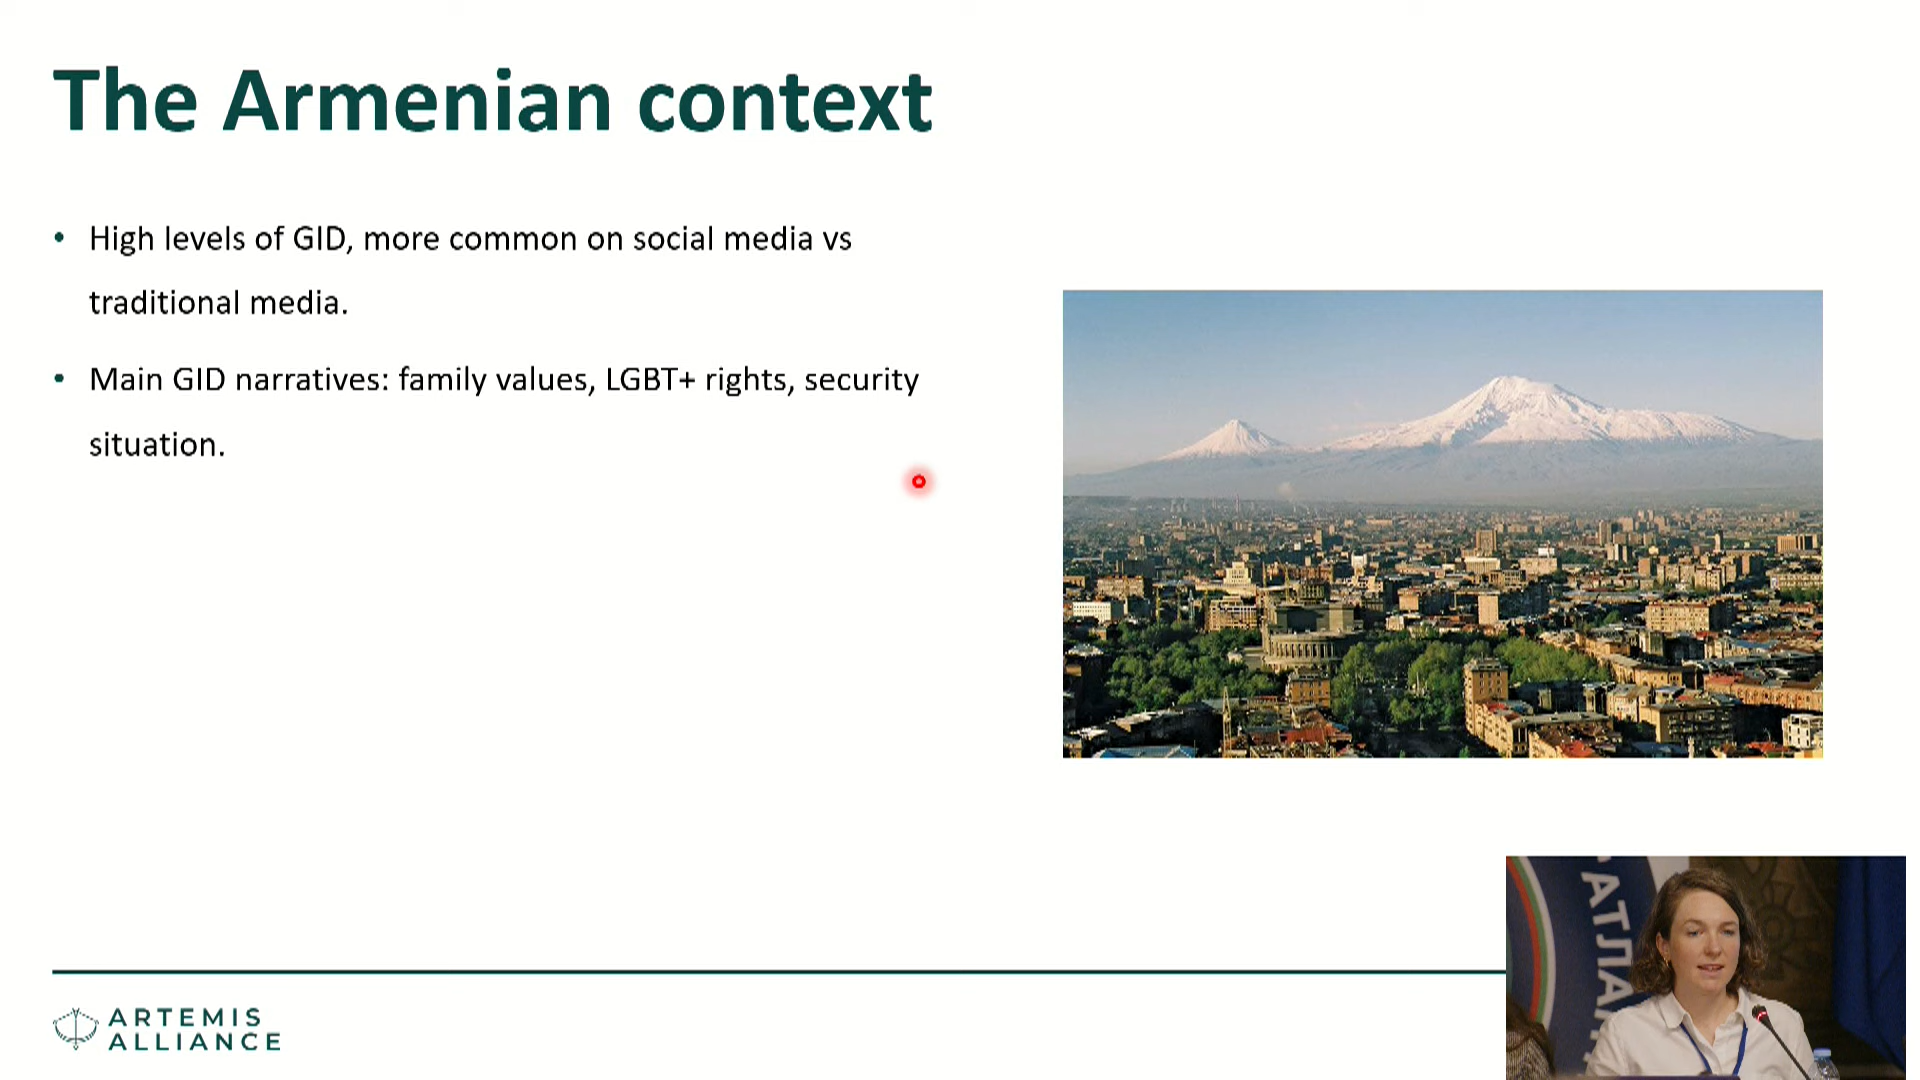 The Armenian context
• High levels of GID, more common on social media vs
traditional media.
• Main GID narratives: family values, LGBT+ rights, security
situation.
ARTEMIS
ALLIANCE